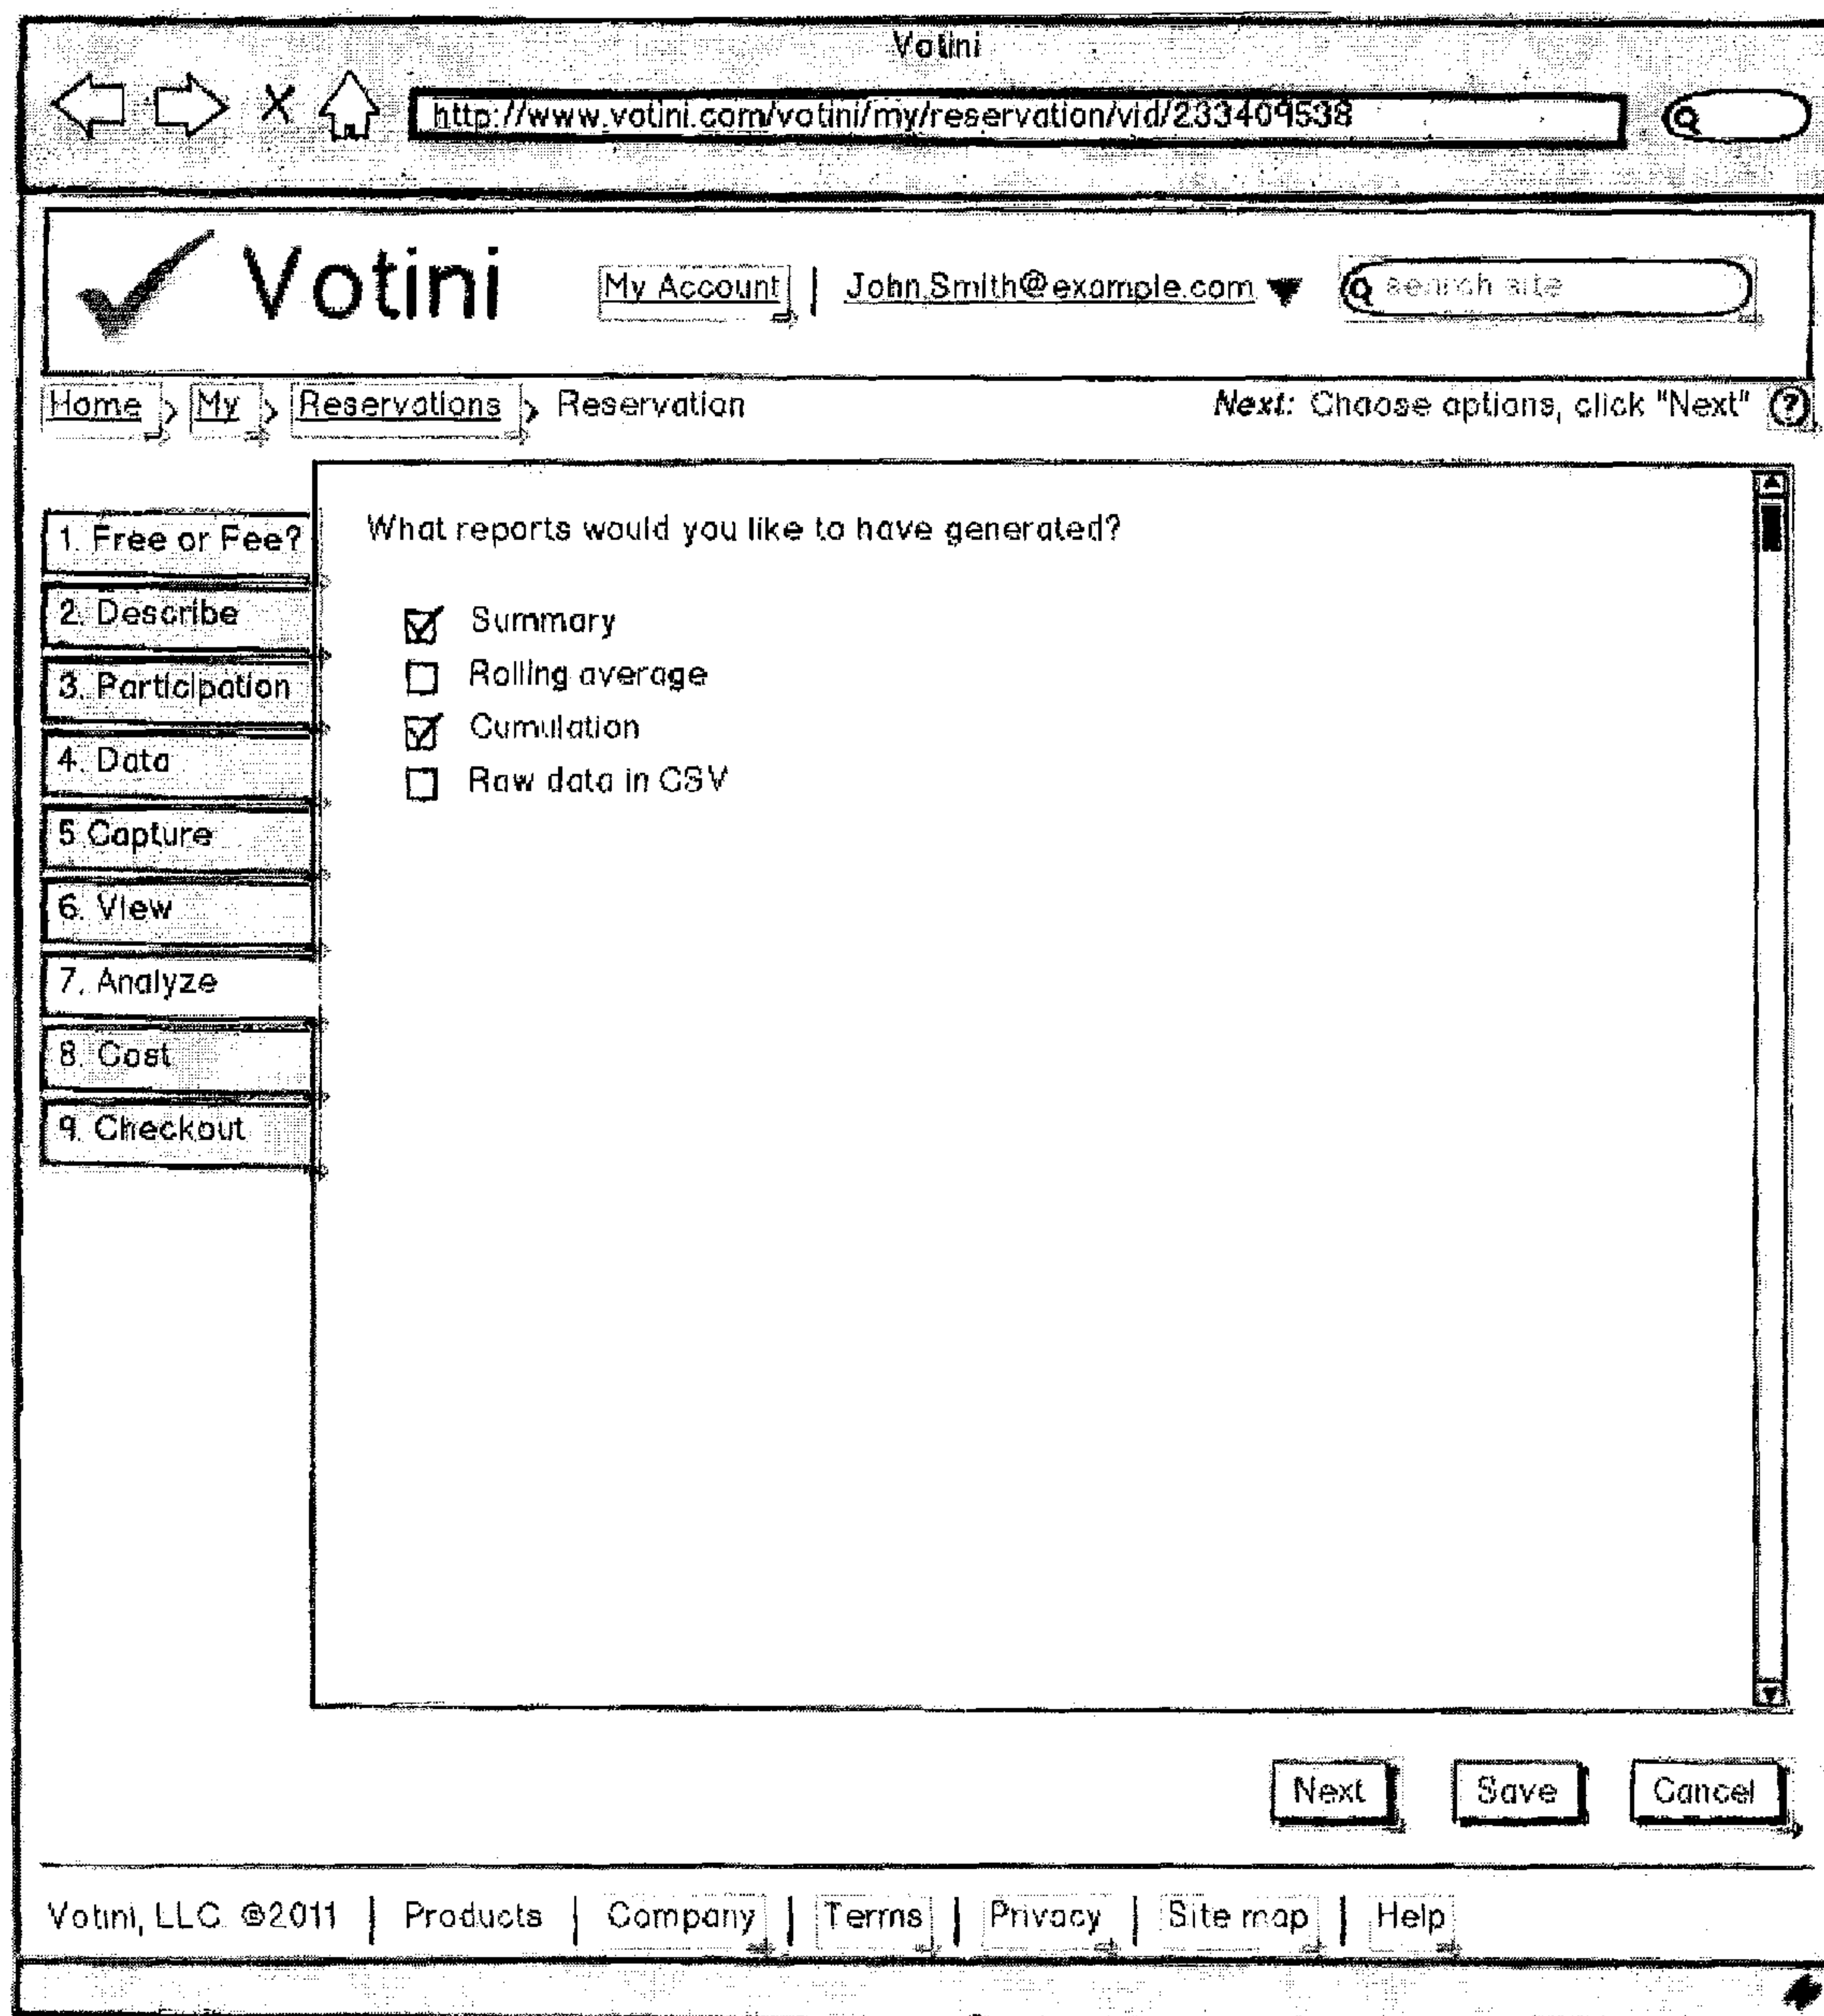 Votini
http://www.votini.com/votini/my/reservation/vid/233409538
Votini My Account | John.Smith@example.com search site
Home > My > Reservations > Reservation Next: Choose options, click "Next" ?
What reports would you like to have generated?
1. Free or Fee?
2. Describe
3. Participation
4. Data
5 Capture
6. View
7. Analyze
8. Cost
9. Checkout
Summary
Rolling average
Cumulation
Raw data in CSV
Next Save Cancel
Votini, LLC. ©2011 | Products | Company | Terms | Privacy | Site map | Help